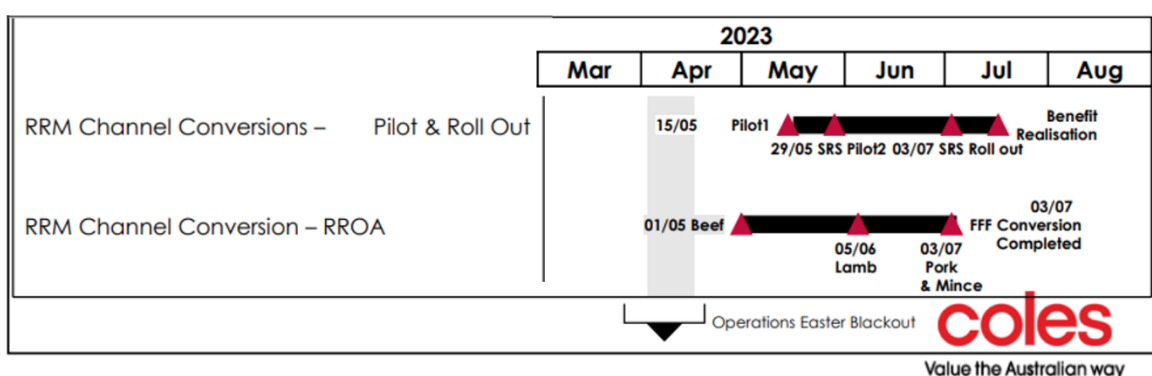 2023
Mar Apr May Jun Jul Aug
RRM Channel Conversions – Pilot & Roll Out
15/05 Pilot1
29/05 SRS Pilot2 03/07 SRS Roll out
Benefit
Realisation
RRM Channel Conversion – RROA
01/05 Beef
05/06
Lamb
03/07
Pork
& Mince
03/07
FFF Conversion
Completed
Operations Easter Blackout
coles
Value the Australian way